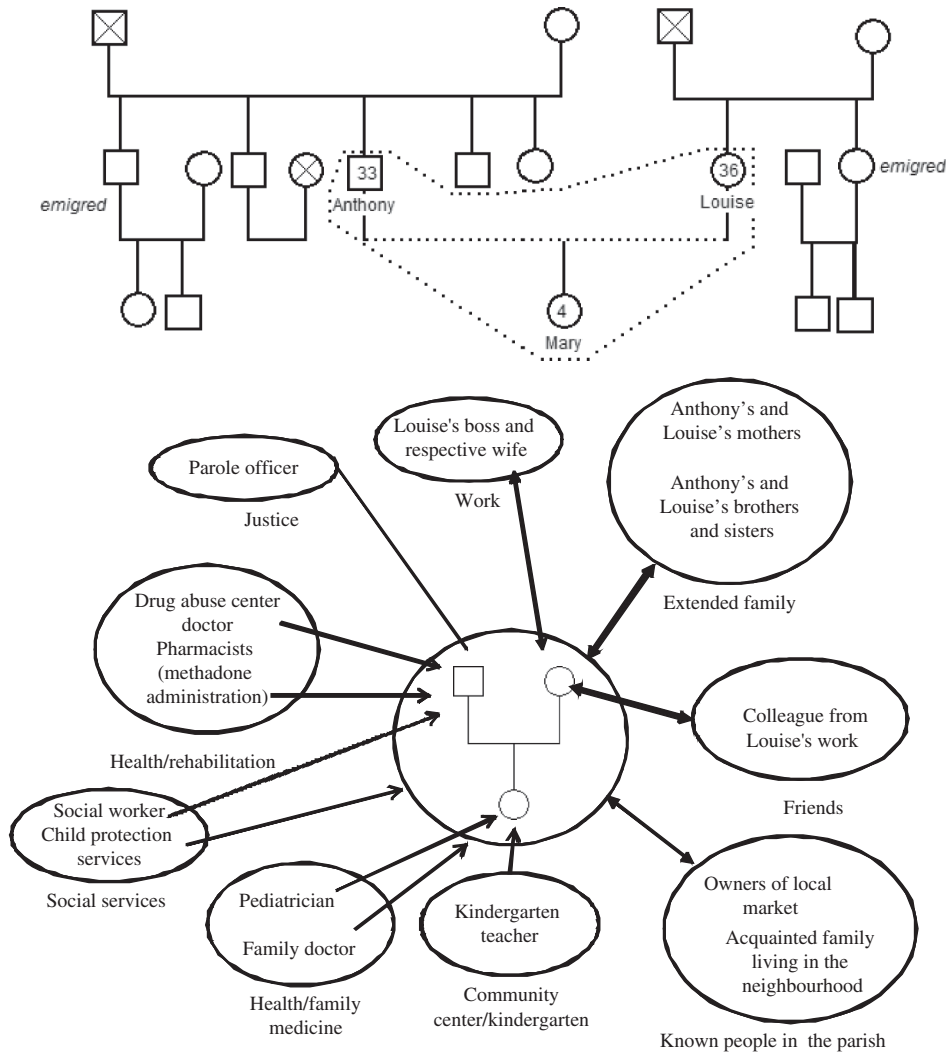 33
36
emigred
Anthony
Louise
emigred
4
Mary
Parole officer
Justice
Louise's boss and
respective wife
Work
Anthony's and
Louise's mothers
Anthony's and
Louise's brothers
and sisters
Extended family
Drug abuse center
doctor
Pharmacists
(methadone
administration)
Health/rehabilitation
Colleague from
Louise's work
Friends
Social worker
Child protection
services
Social services
Pediatrician
Family doctor
Health/family
medicine
Kindergarten
teacher
Community
center/kindergarten
Owners of local
market
Acquainted family
living in the
neighbourhood
Known people in the parish